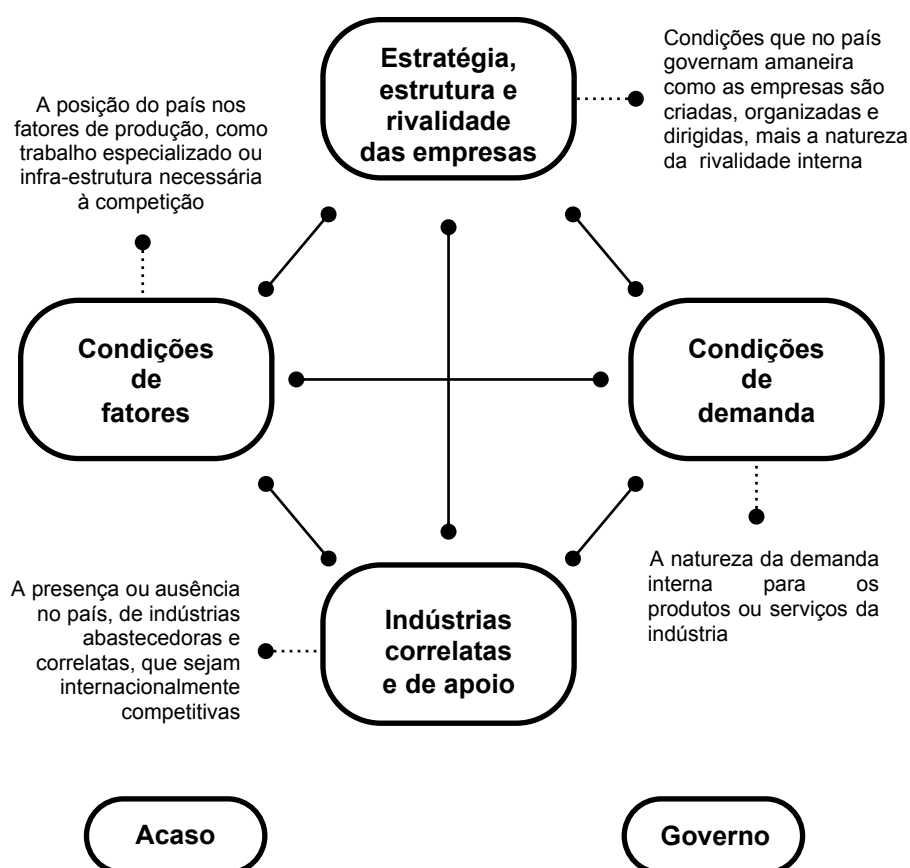 Estratégia,
estrutura e
rivalidade
das empresas
Condições que no país
governam amaneira
como as empresas são
criadas, organizadas e
dirigidas, mais a natureza
da rivalidade interna
A posição do país nos
fatores de produção, como
trabalho especializado ou
infra-estrutura necessária
à competição
Condições
de
fatores
Condições
de
demanda
A presença ou ausência
no país, de indústrias
abastecedoras e
correlatas, que sejam
internacionalmente
competitivas
Indústrias
correlatas
e de apoio
A natureza da demanda
interna para os
produtos ou serviços da
indústria
Acaso
Governo